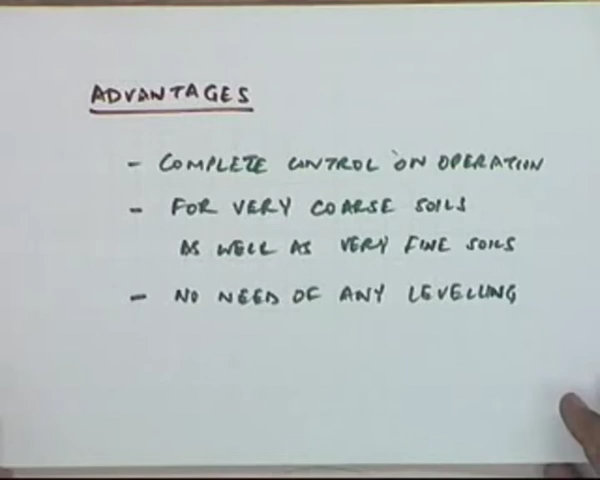 ADVANTAGES
- COMPLETE CONTROL ON OPERATION
- FOR VERY COARSE SOILS
AS WELL AS VERY FINE SOILS
- NO NEED OF ANY LEVELLING